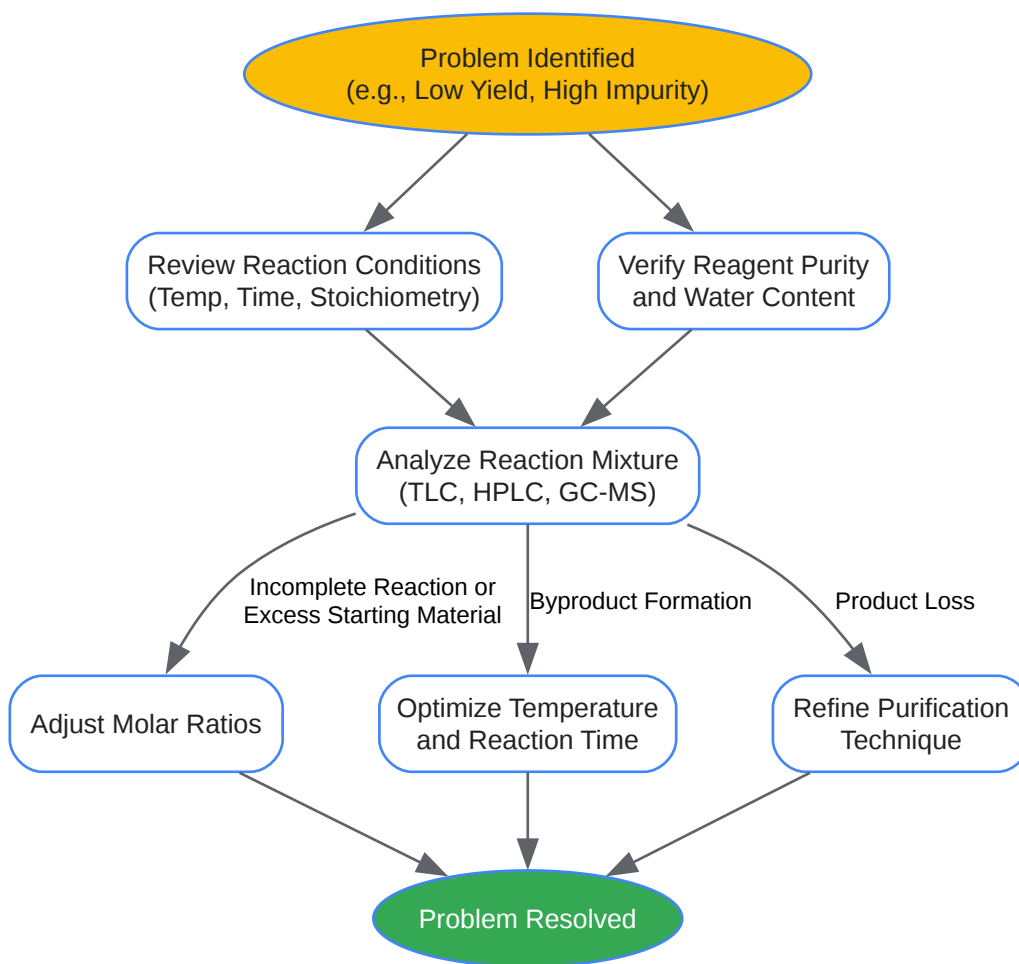 Problem Identified
(e.g., Low Yield, High Impurity)
Review Reaction Conditions
(Temp, Time, Stoichiometry)
Verify Reagent Purity
and Water Content
Analyze Reaction Mixture
(TLC, HPLC, GC-MS)
Incomplete Reaction or
Excess Starting Material
Byproduct Formation
Product Loss
Adjust Molar Ratios
Optimize Temperature
and Reaction Time
Refine Purification
Technique
Problem Resolved